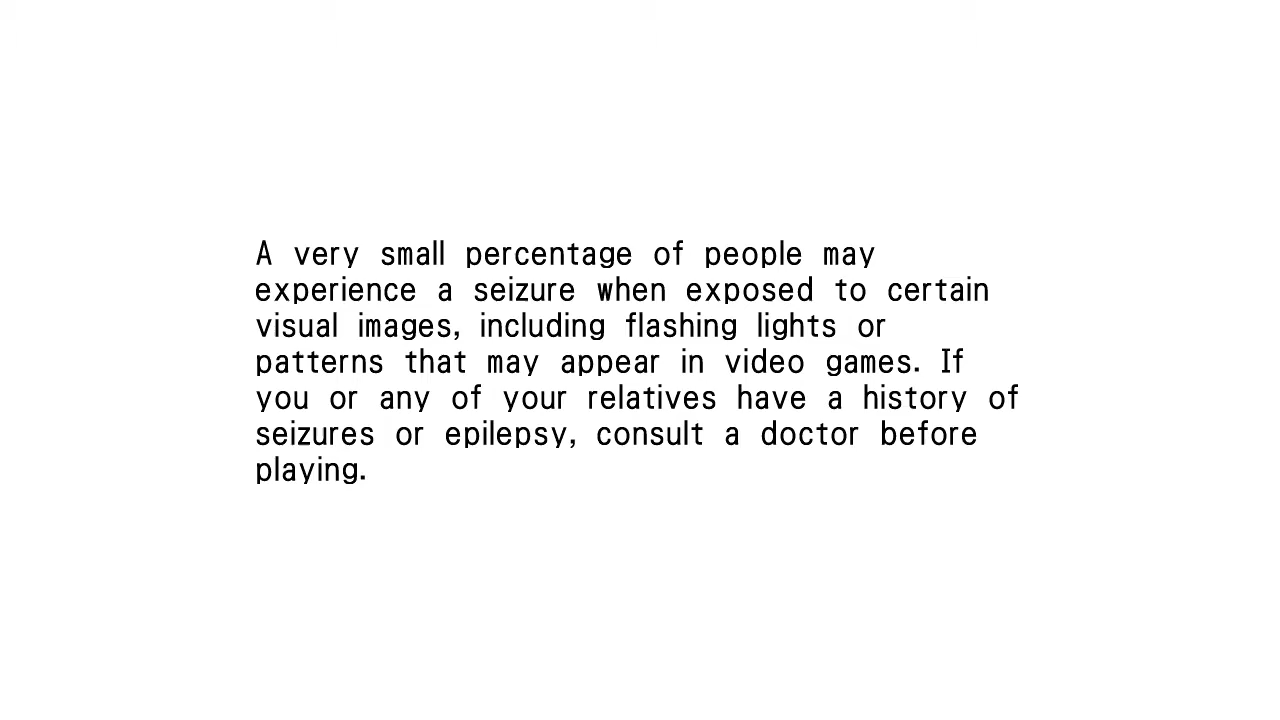 A very small percentage of people may
experience a seizure when exposed to certain
visual images, including flashing lights or
patterns that may appear in video games. If
you or any of your relatives have a history of
seizures or epilepsy, consult a doctor before
playing.